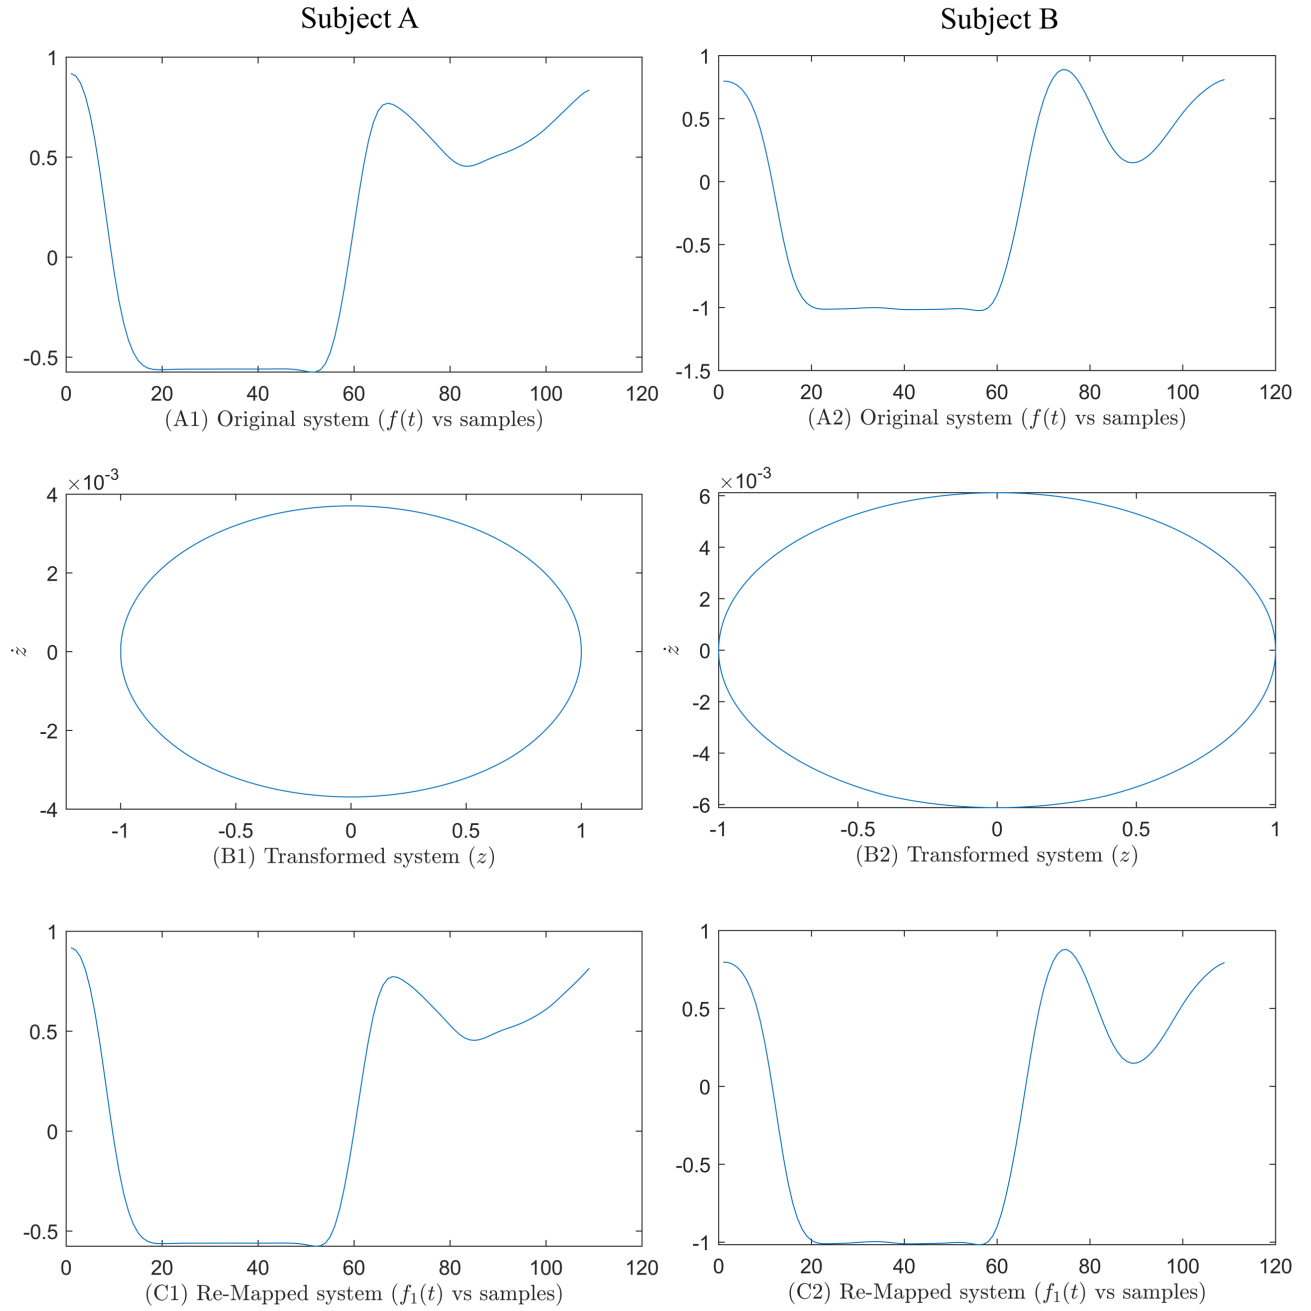 Subject A
Subject B
1
0.5
0
-0.5
0 20 40 60 80 100 120
(A1) Original system (f(t) vs samples)
1
0.5
0
-0.5
-1
-1.5
0 20 40 60 80 100 120
(A2) Original system (f(t) vs samples)
×10⁻³
4
2
0
-2
-4
ż
-1 -0.5 0 0.5 1
(B1) Transformed system (z)
×10⁻³
6
4
2
0
-2
-4
-6
ż
-1 -0.5 0 0.5 1
(B2) Transformed system (z)
1
0.5
0
-0.5
0 20 40 60 80 100 120
(C1) Re-Mapped system (f₁(t) vs samples)
1
0.5
0
-0.5
-1
0 20 40 60 80 100 120
(C2) Re-Mapped system (f₁(t) vs samples)